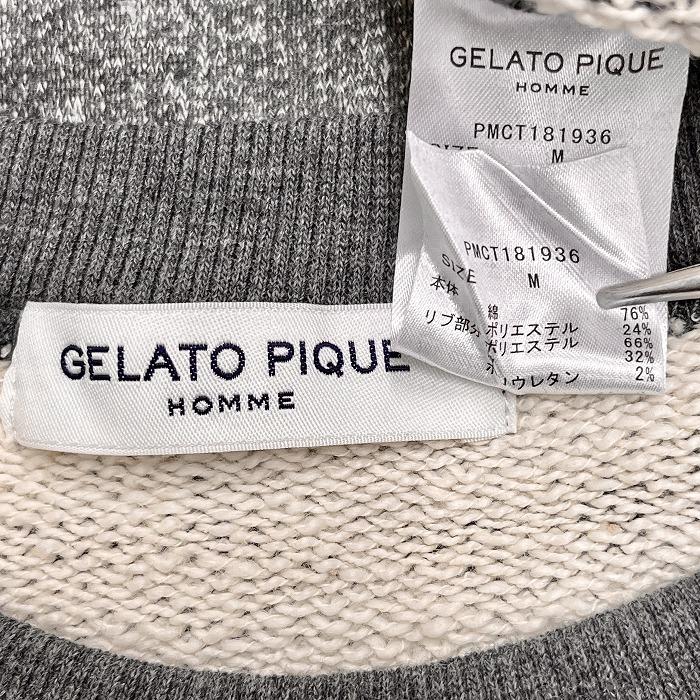 GELATO PIQUE
HOMME
PMCT181936
SIZE M
PMCT181936
SIZE M
本体 綿 76%
ポリエステル 24%
リブ部分 ポリエステル 66%
32%
ウレタン 2%
GELATO PIQUE
HOMME